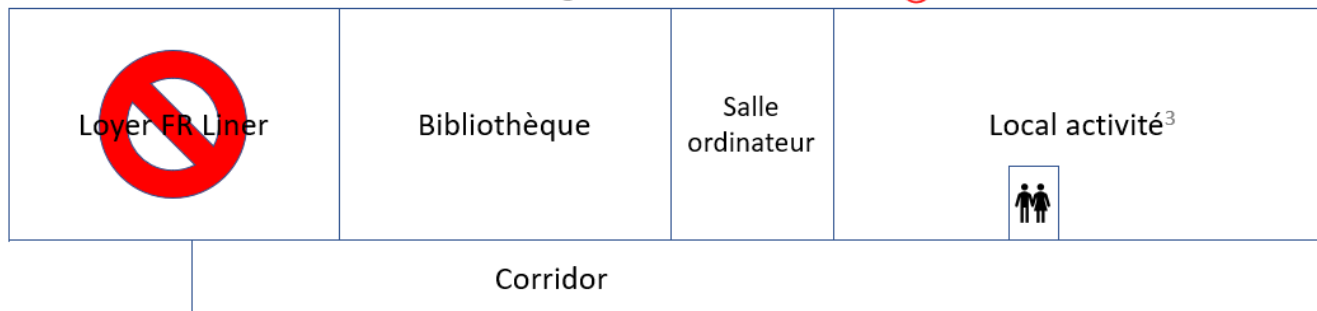 Loyer FR Liner
Bibliothèque
Salle
ordinateur
Local activité³
Corridor